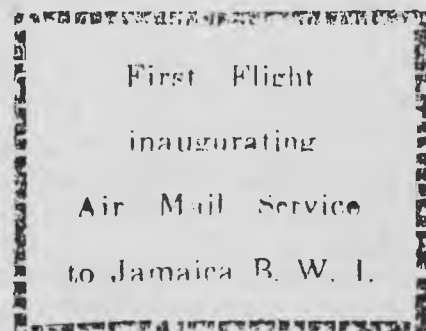 First Flight
inaugurating
Air Mail Service
to Jamaica B. W. I.